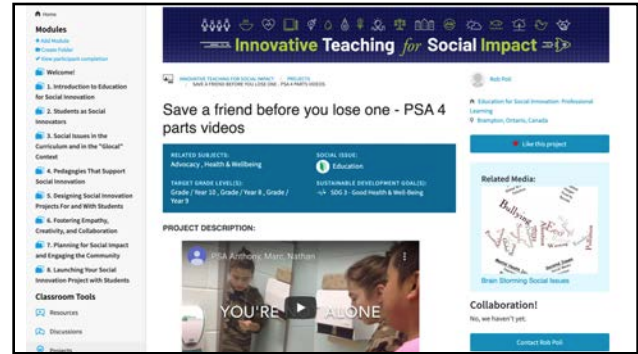 Home
Modules
+ Add Module
Create Folder
View participant completion
Welcome!
1. Introduction to Education
for Social Innovation
2. Students as Social
Innovators
3. Social Issues in the
Curriculum and in the "Glocal"
Context
4. Pedagogies That Support
Social Innovation
5. Designing Social Innovation
Projects For and With Students
6. Fostering Empathy,
Creativity, and Collaboration
7. Planning for Social Impact
and Engaging the Community
8. Launching Your Social
Innovation Project with Students
Classroom Tools
Resources
Discussions
Projects
Innovative Teaching for Social Impact
INNOVATIVE TEACHING FOR SOCIAL IMPACT PROJECTS
SAVE A FRIEND BEFORE YOU LOSE ONE - PSA 4 PARTS VIDEOS
Save a friend before you lose one - PSA 4
parts videos
RELATED SUBJECTS:
Advocacy , Health & Wellbeing
SOCIAL ISSUE:
Education
TARGET GRADE LEVEL(S):
Grade / Year 10 , Grade / Year 8 , Grade /
Year 9
SUSTAINABLE DEVELOPMENT GOAL(S):
SDG 3 - Good Health & Well-Being
PROJECT DESCRIPTION:
PSA Anthony, Marc, Nathan
YOU'RE NOT ALONE
Rob Poli
Education for Social Innovation: Professional
Learning
Brampton, Ontario, Canada
Like this project
Related Media:
Bullying
Pollution
Brain Storming-Social Issues
Collaboration!
No, we haven't yet.
Contact Rob Poli